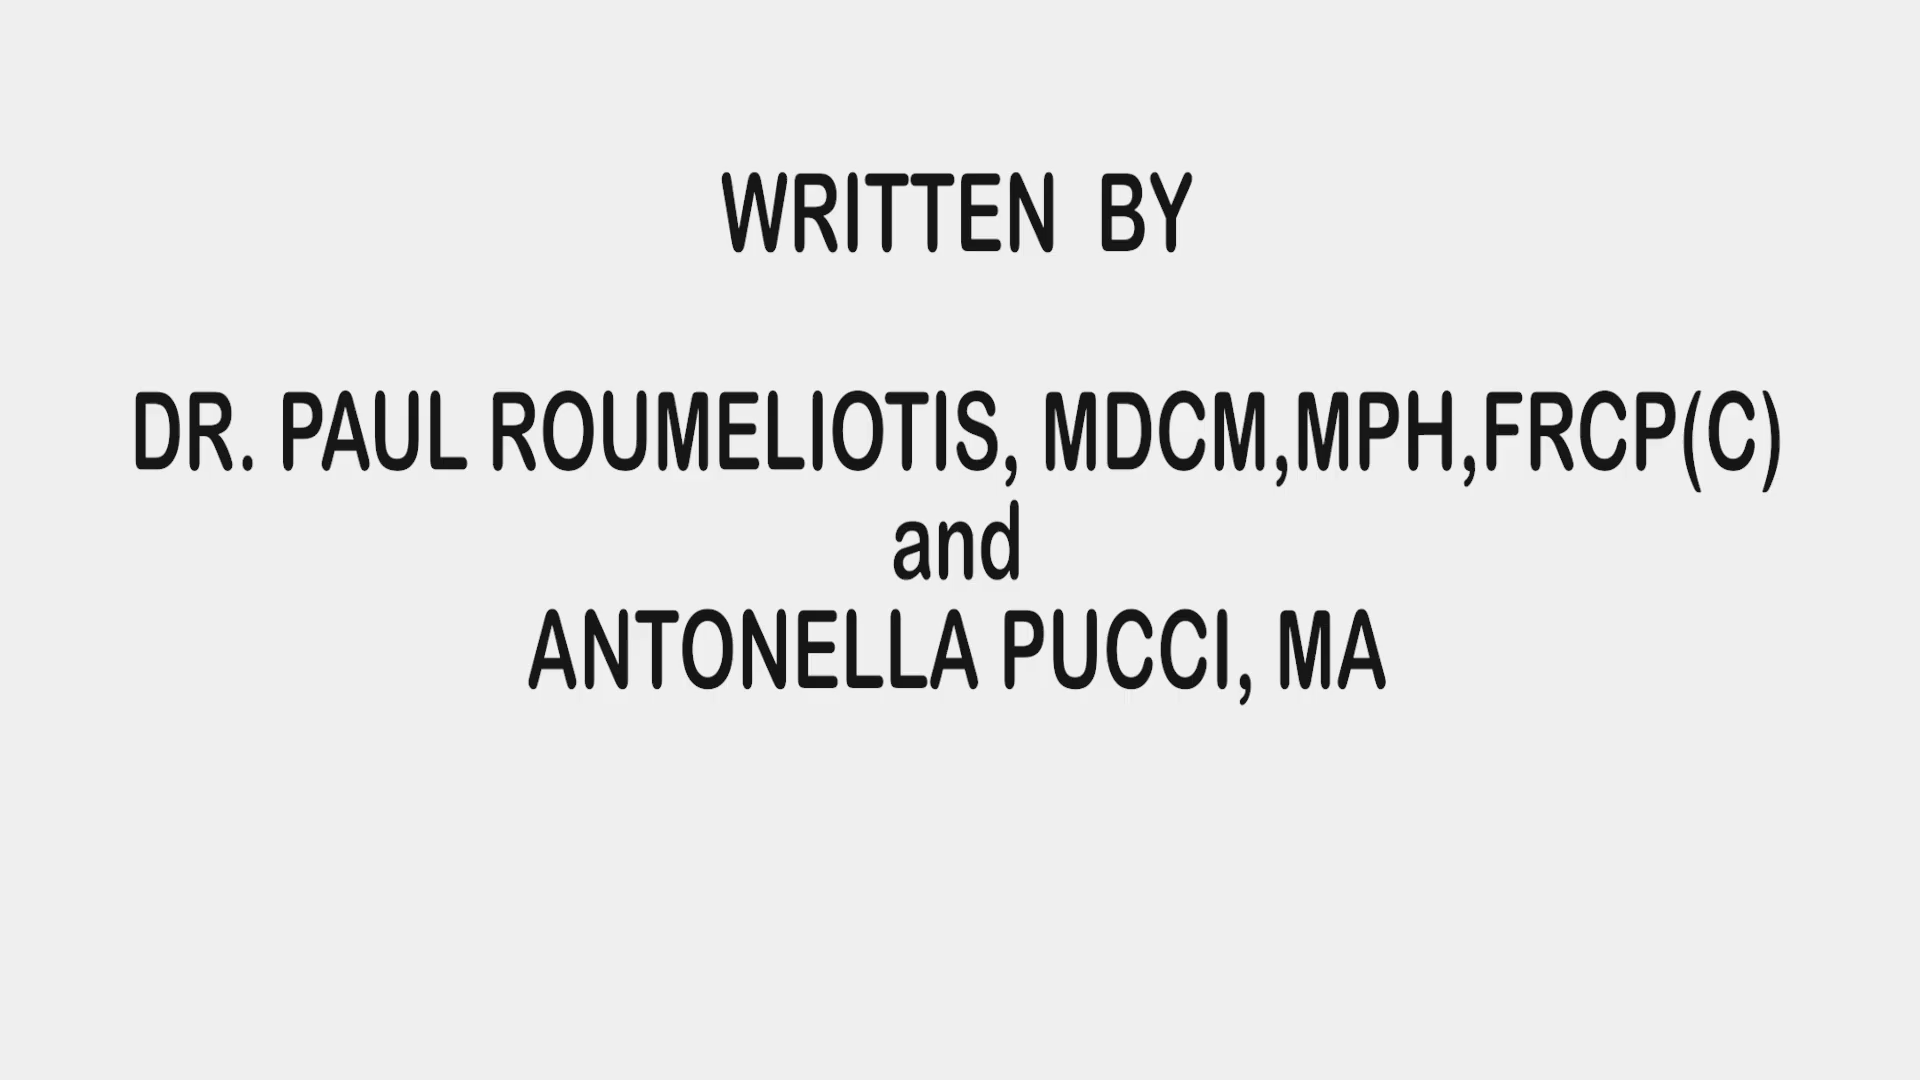 WRITTEN BY
DR. PAUL ROUMELIOTIS, MDCM,MPH,FRCP(C)
and
ANTONELLA PUCCI, MA